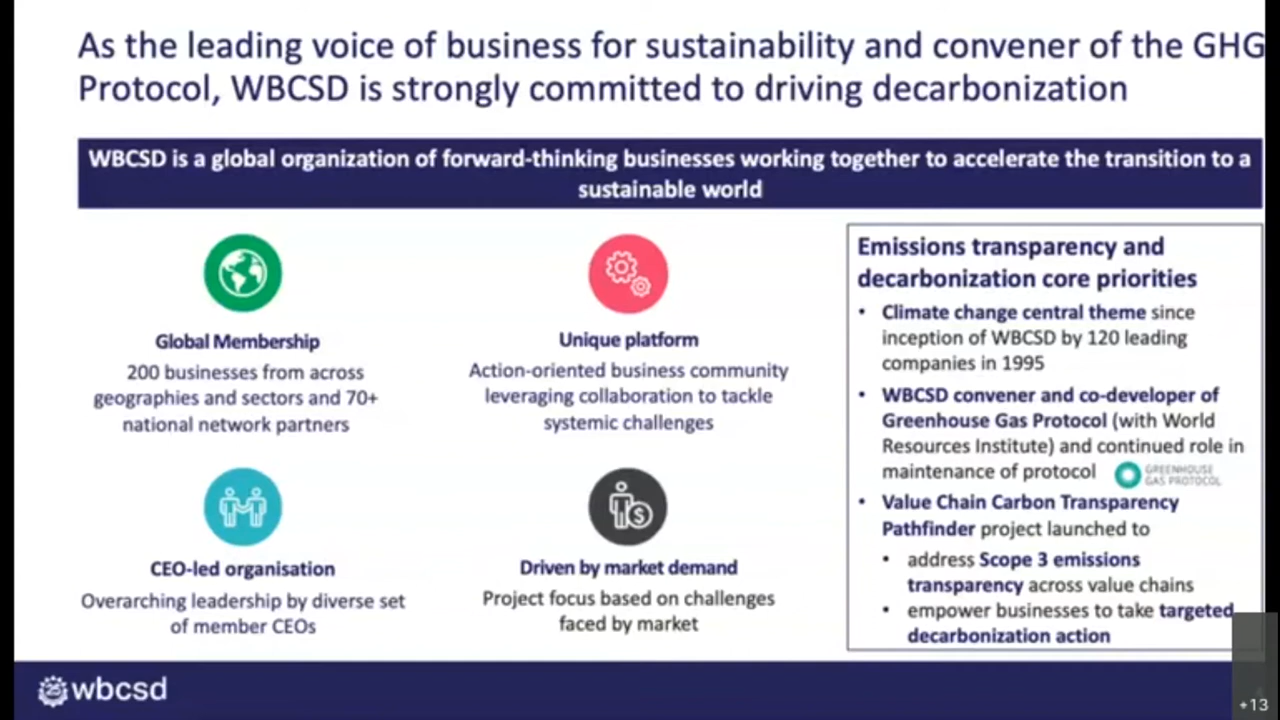 As the leading voice of business for sustainability and convener of the GHG
Protocol, WBCSD is strongly committed to driving decarbonization
WBCSD is a global organization of forward-thinking businesses working together to accelerate the transition to a
sustainable world
Global Membership
200 businesses from across
geographies and sectors and 70+
national network partners
Unique platform
Action-oriented business community
leveraging collaboration to tackle
systemic challenges
CEO-led organisation
Overarching leadership by diverse set
of member CEOs
Driven by market demand
Project focus based on challenges
faced by market
Emissions transparency and
decarbonization core priorities
• Climate change central theme since
inception of WBCSD by 120 leading
companies in 1995
• WBCSD convener and co-developer of
Greenhouse Gas Protocol (with World
Resources Institute) and continued role in
maintenance of protocol
GREENHOUSE
GAS PROTOCOL
• Value Chain Carbon Transparency
Pathfinder project launched to
• address Scope 3 emissions
transparency across value chains
• empower businesses to take targeted
decarbonization action
25 wbcsd
+13